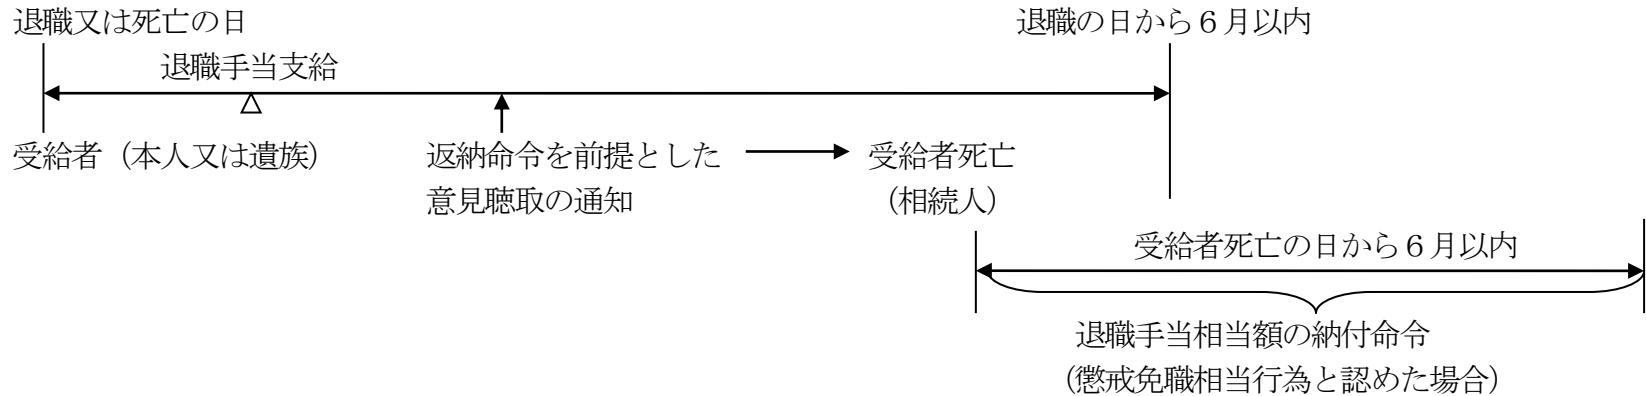 退職又は死亡の日
退職の日から６月以内
退職手当支給
受給者（本人又は遺族）
返納命令を前提とした
意見聴取の通知
受給者死亡
（相続人）
受給者死亡の日から６月以内
退職手当相当額の納付命令
（懲戒免職相当行為と認めた場合）